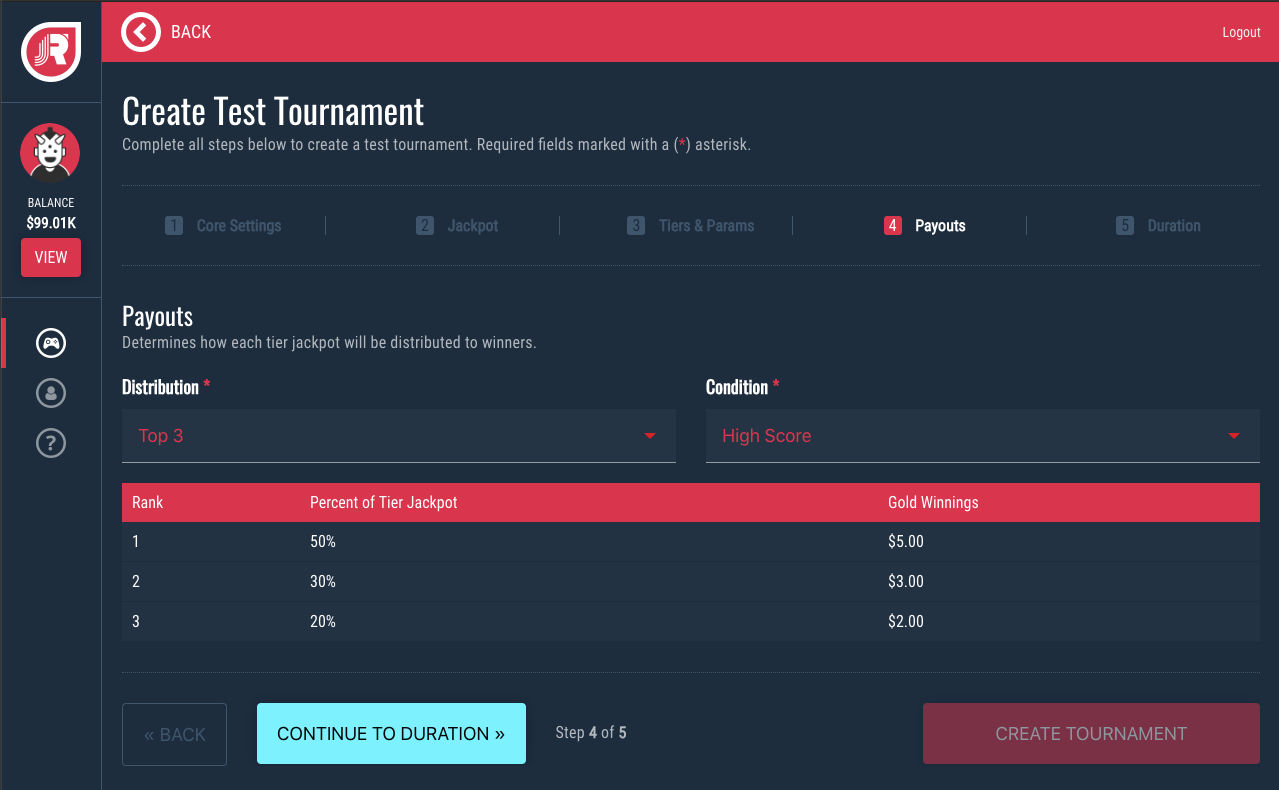 BACK
Logout
R
BALANCE
$99.01K
VIEW
Create Test Tournament
Complete all steps below to create a test tournament. Required fields marked with a (*) asterisk.
1 Core Settings 2 Jackpot 3 Tiers & Params 4 Payouts 5 Duration
Payouts
Determines how each tier jackpot will be distributed to winners.
Distribution * Condition *
Top 3 High Score
Rank Percent of Tier Jackpot Gold Winnings
1 50% $5.00
2 30% $3.00
3 20% $2.00
« BACK CONTINUE TO DURATION » Step 4 of 5 CREATE TOURNAMENT
?